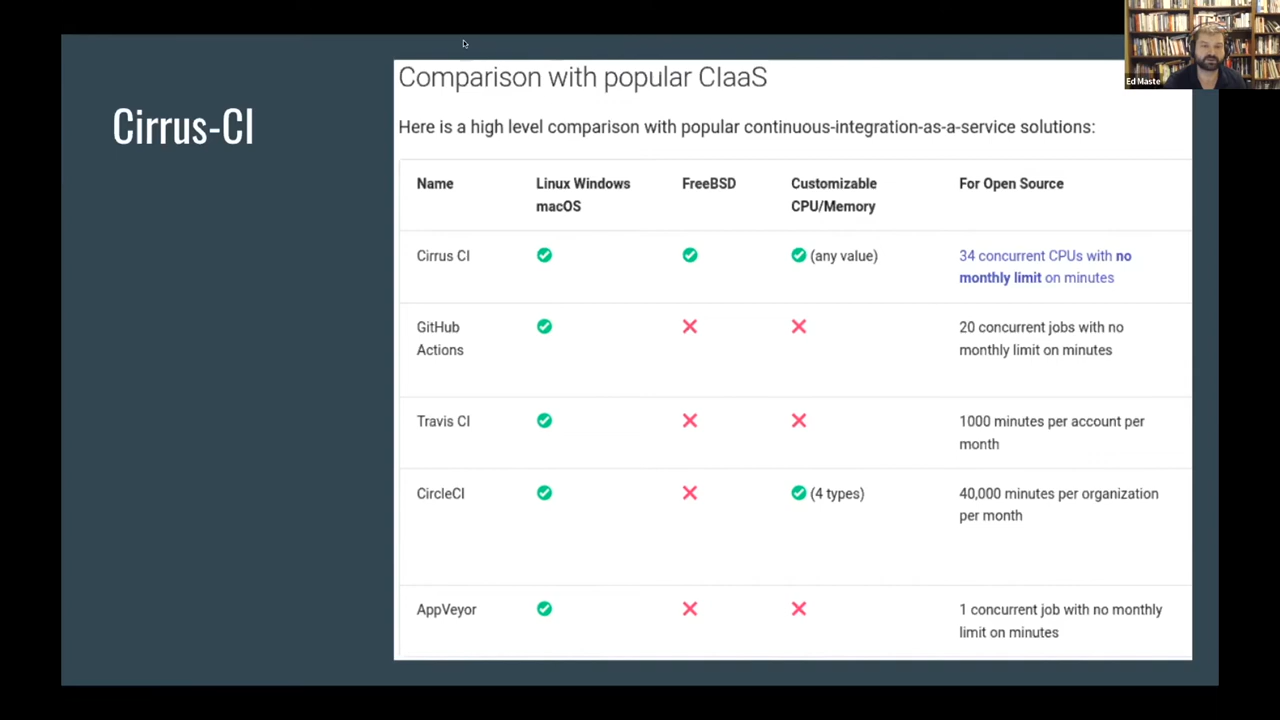 Ed Maste
Cirrus-CI
Comparison with popular CIaaS
Here is a high level comparison with popular continuous-integration-as-a-service solutions:
Name
Linux Windows
macOS
FreeBSD
Customizable
CPU/Memory
For Open Source
Cirrus CI
(any value)
34 concurrent CPUs with no
monthly limit on minutes
GitHub
Actions
20 concurrent jobs with no
monthly limit on minutes
Travis CI
1000 minutes per account per
month
CircleCI
(4 types)
40,000 minutes per organization
per month
AppVeyor
1 concurrent job with no monthly
limit on minutes